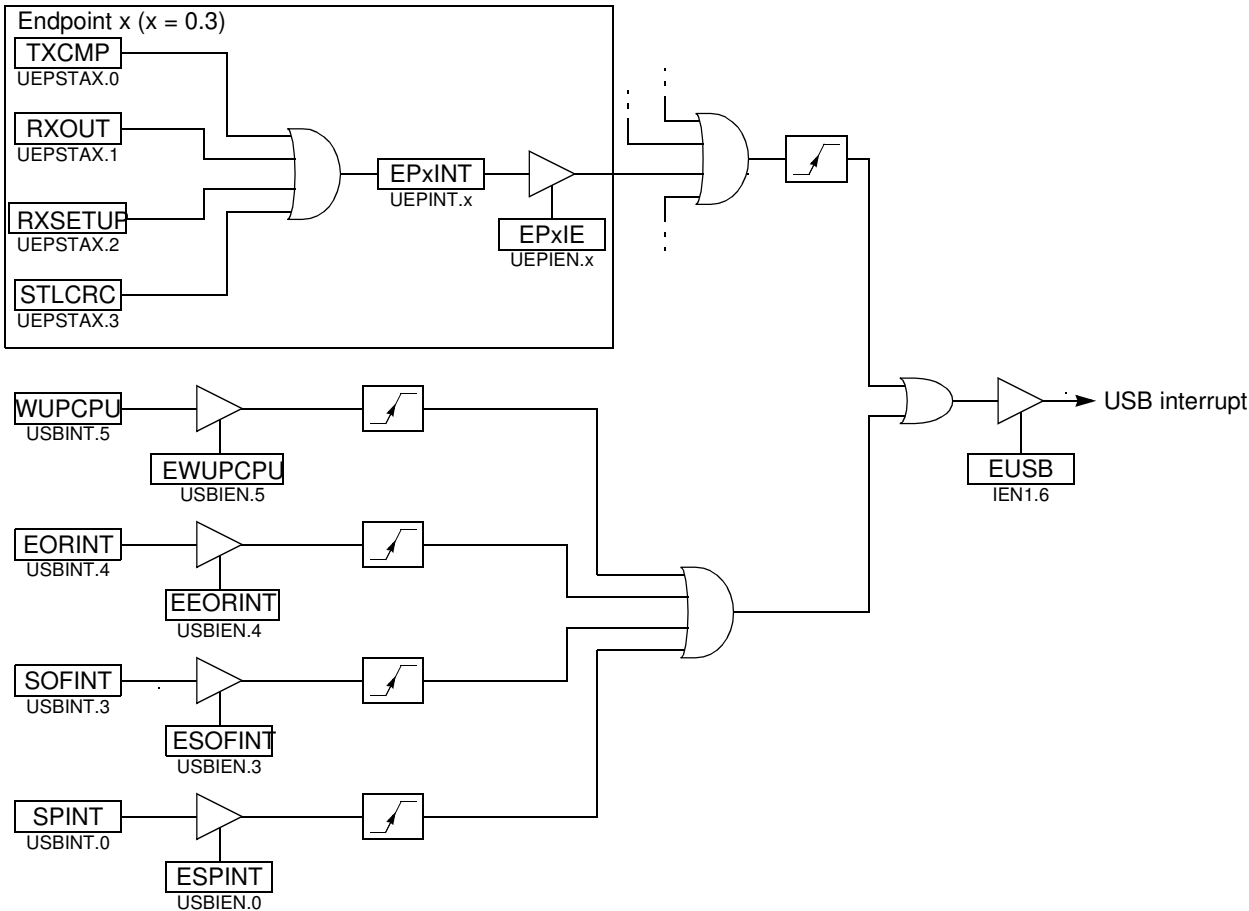 Endpoint x (x = 0.3)
TXCMP
UEPSTAX.0
RXOUT
UEPSTAX.1
RXSETUP
UEPSTAX.2
STLCRC
UEPSTAX.3
EPxINT
UEPINT.x
EPxIE
UEPIEN.x
WUPCPU
USBINT.5
EWUPCPU
USBIEN.5
EORINT
USBINT.4
EEORINT
USBIEN.4
SOFINT
USBINT.3
ESOFINT
USBIEN.3
SPINT
USBINT.0
ESPINT
USBIEN.0
USB interrupt
EUSB
IEN1.6